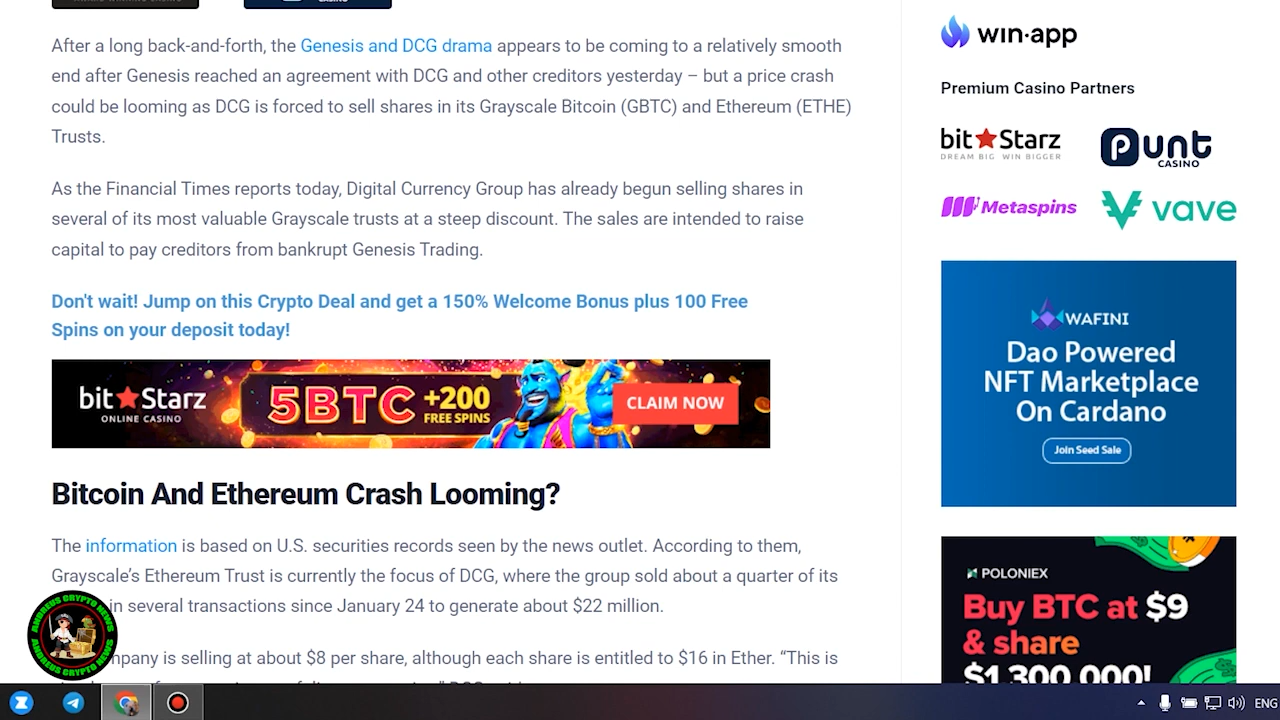 CASINO
After a long back-and-forth, the Genesis and DCG drama appears to be coming to a relatively smooth
end after Genesis reached an agreement with DCG and other creditors yesterday – but a price crash
could be looming as DCG is forced to sell shares in its Grayscale Bitcoin (GBTC) and Ethereum (ETHE)
Trusts.
As the Financial Times reports today, Digital Currency Group has already begun selling shares in
several of its most valuable Grayscale trusts at a steep discount. The sales are intended to raise
capital to pay creditors from bankrupt Genesis Trading.
Don't wait! Jump on this Crypto Deal and get a 150% Welcome Bonus plus 100 Free
Spins on your deposit today!
bitStarz
ONLINE CASINO
5BTC
+200
FREE SPINS
CLAIM NOW
Bitcoin And Ethereum Crash Looming?
The information is based on U.S. securities records seen by the news outlet. According to them,
Grayscale’s Ethereum Trust is currently the focus of DCG, where the group sold about a quarter of its
in several transactions since January 24 to generate about $22 million.
is selling at about $8 per share, although each share is entitled to $16 in Ether. “This is
ANDREUS CRYPTO NEWS
ANDREUS CRYPTO NEWS
win·app
Premium Casino Partners
bitStarz
DREAM BIG WIN BIGGER
Punt
CASINO
Metaspins
vave
WAFINI
Dao Powered
NFT Marketplace
On Cardano
Join Seed Sale
POLONIEX
Buy BTC at $9
& share
$1,300,000!
ENG